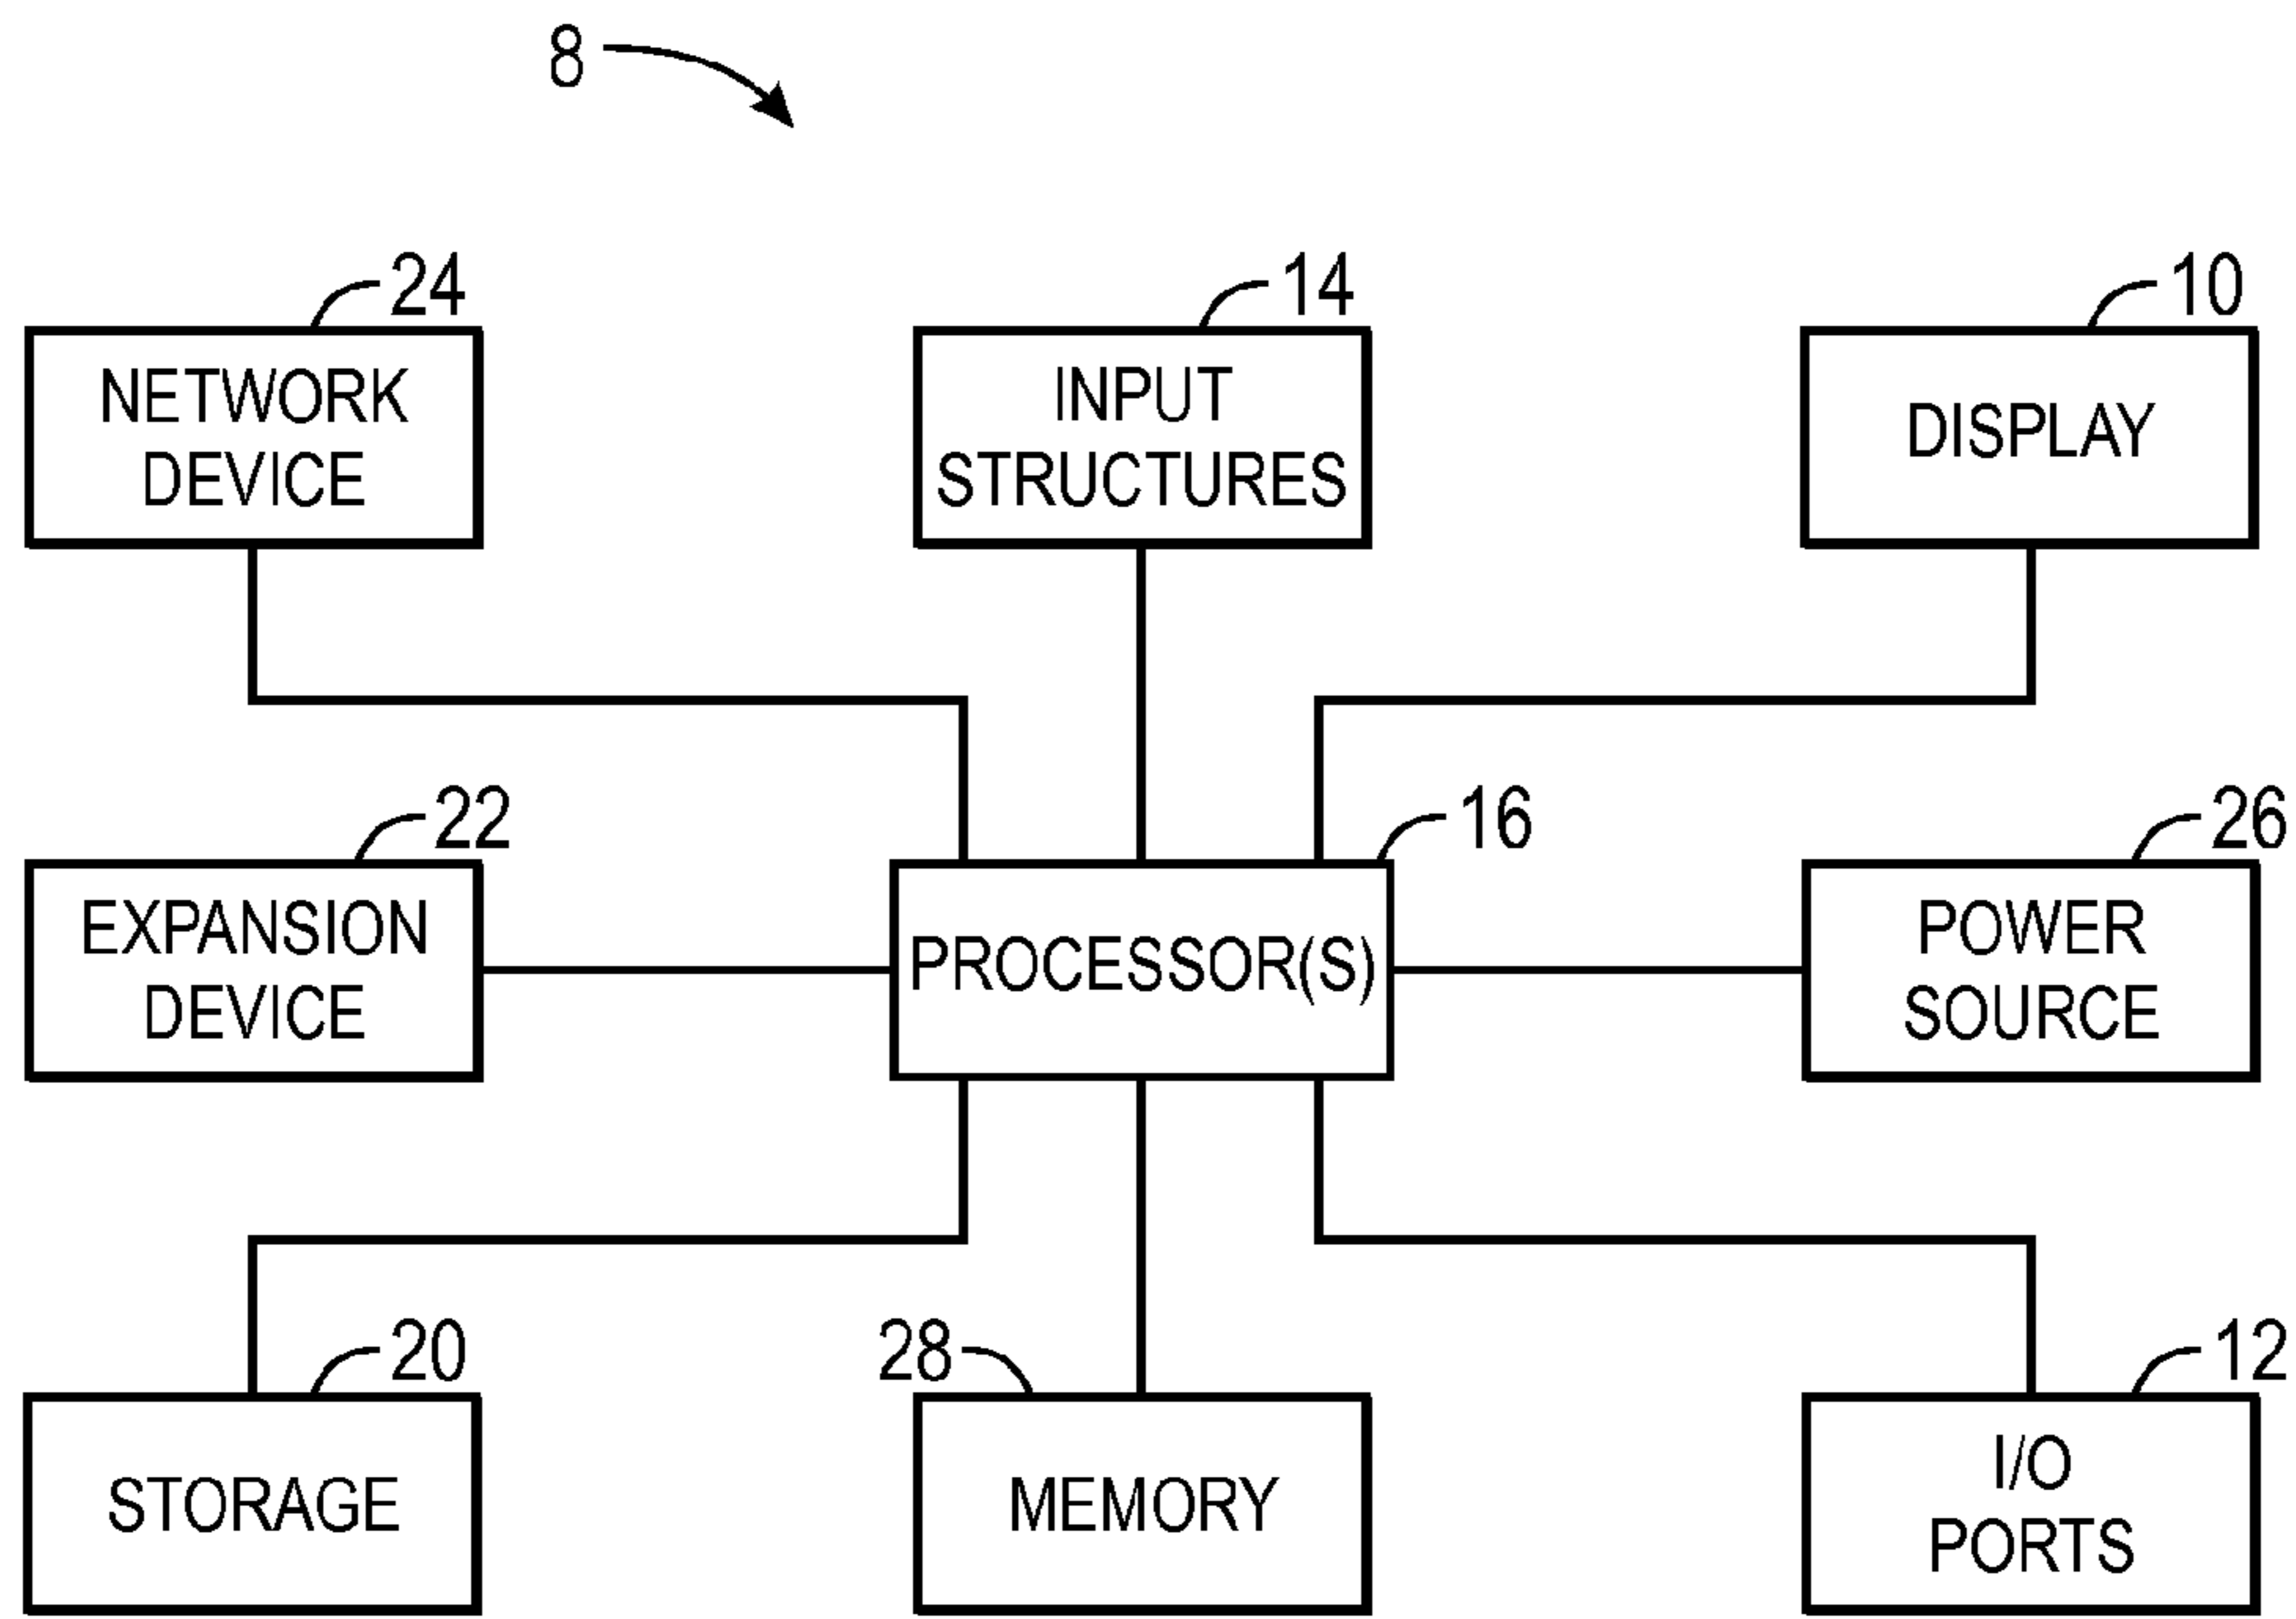 8
24
14
10
NETWORK
DEVICE
INPUT
STRUCTURES
DISPLAY
22
16
26
EXPANSION
DEVICE
PROCESSOR(S)
POWER
SOURCE
20
28
12
STORAGE
MEMORY
I/O
PORTS